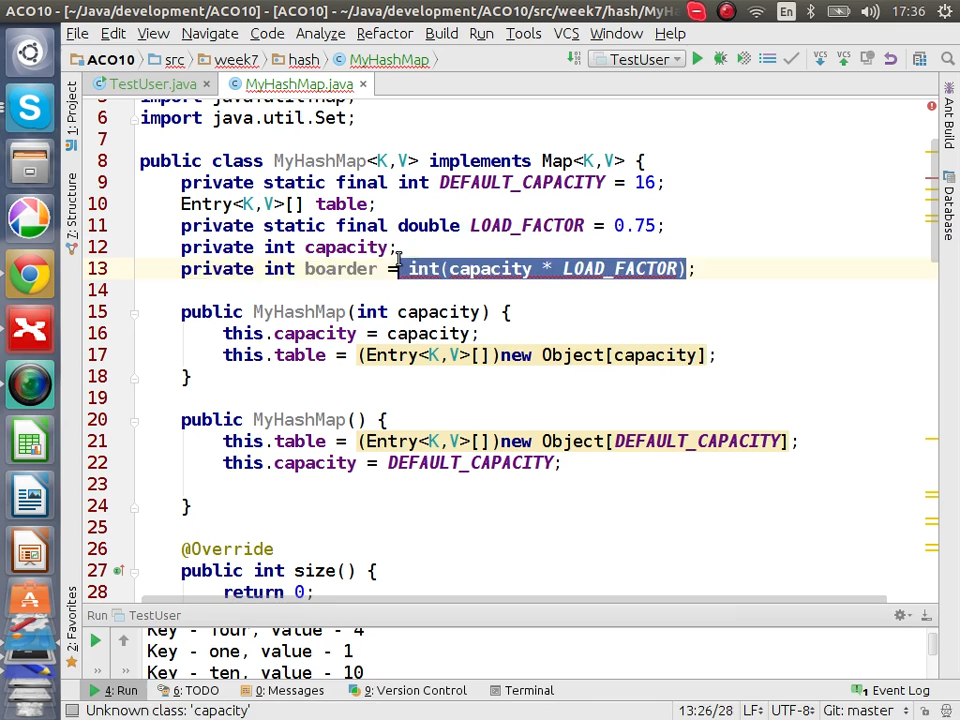 ACO10 - [~/Java/development/ACO10] - [ACO10] - ~/Java/development/ACO10/src/week7/hash/MyHa
En
17:36
File Edit View Navigate Code Analyze Refactor Build Run Tools VCS Window Help
ACO10 src week7 hash MyHashMap TestUser VCS VCS
1: Project
TestUser.java × MyHashMap.java ×
Ant Build
7: Structure
Database
6 import java.util.Set;
7
8 public class MyHashMap<K,V> implements Map<K,V> {
9 private static final int DEFAULT_CAPACITY = 16;
10 Entry<K,V>[] table;
11 private static final double LOAD_FACTOR = 0.75;
12 private int capacity;
13 private int boarder = int(capacity * LOAD_FACTOR);
14
15 public MyHashMap(int capacity) {
16 this.capacity = capacity;
17 this.table = (Entry<K,V>[])new Object[capacity];
18 }
19
20 public MyHashMap() {
21 this.table = (Entry<K,V>[])new Object[DEFAULT_CAPACITY];
22 this.capacity = DEFAULT_CAPACITY;
23
24 }
25
26 @Override
27 public int size() {
28 return 0;
2: Favorites
Run TestUser
Key - four, value - 4
Key - one, value - 1
Key - ten, value - 10
4: Run 6: TODO 0: Messages 9: Version Control Terminal 1 Event Log
Unknown class: 'capacity' 13:26/28 LF÷ UTF-8÷ Git: master